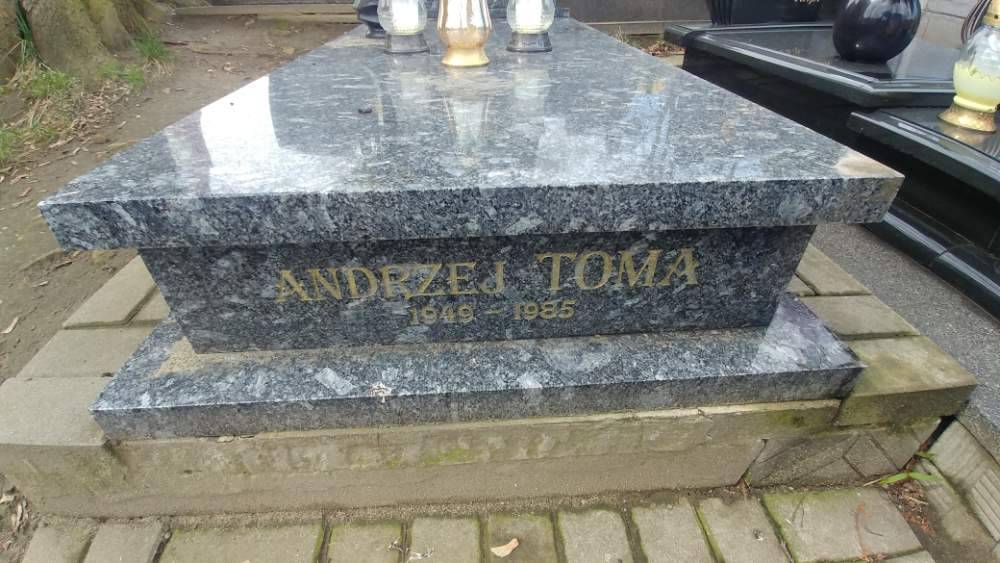 ANDRZEJ TOMA
1949 - 1985